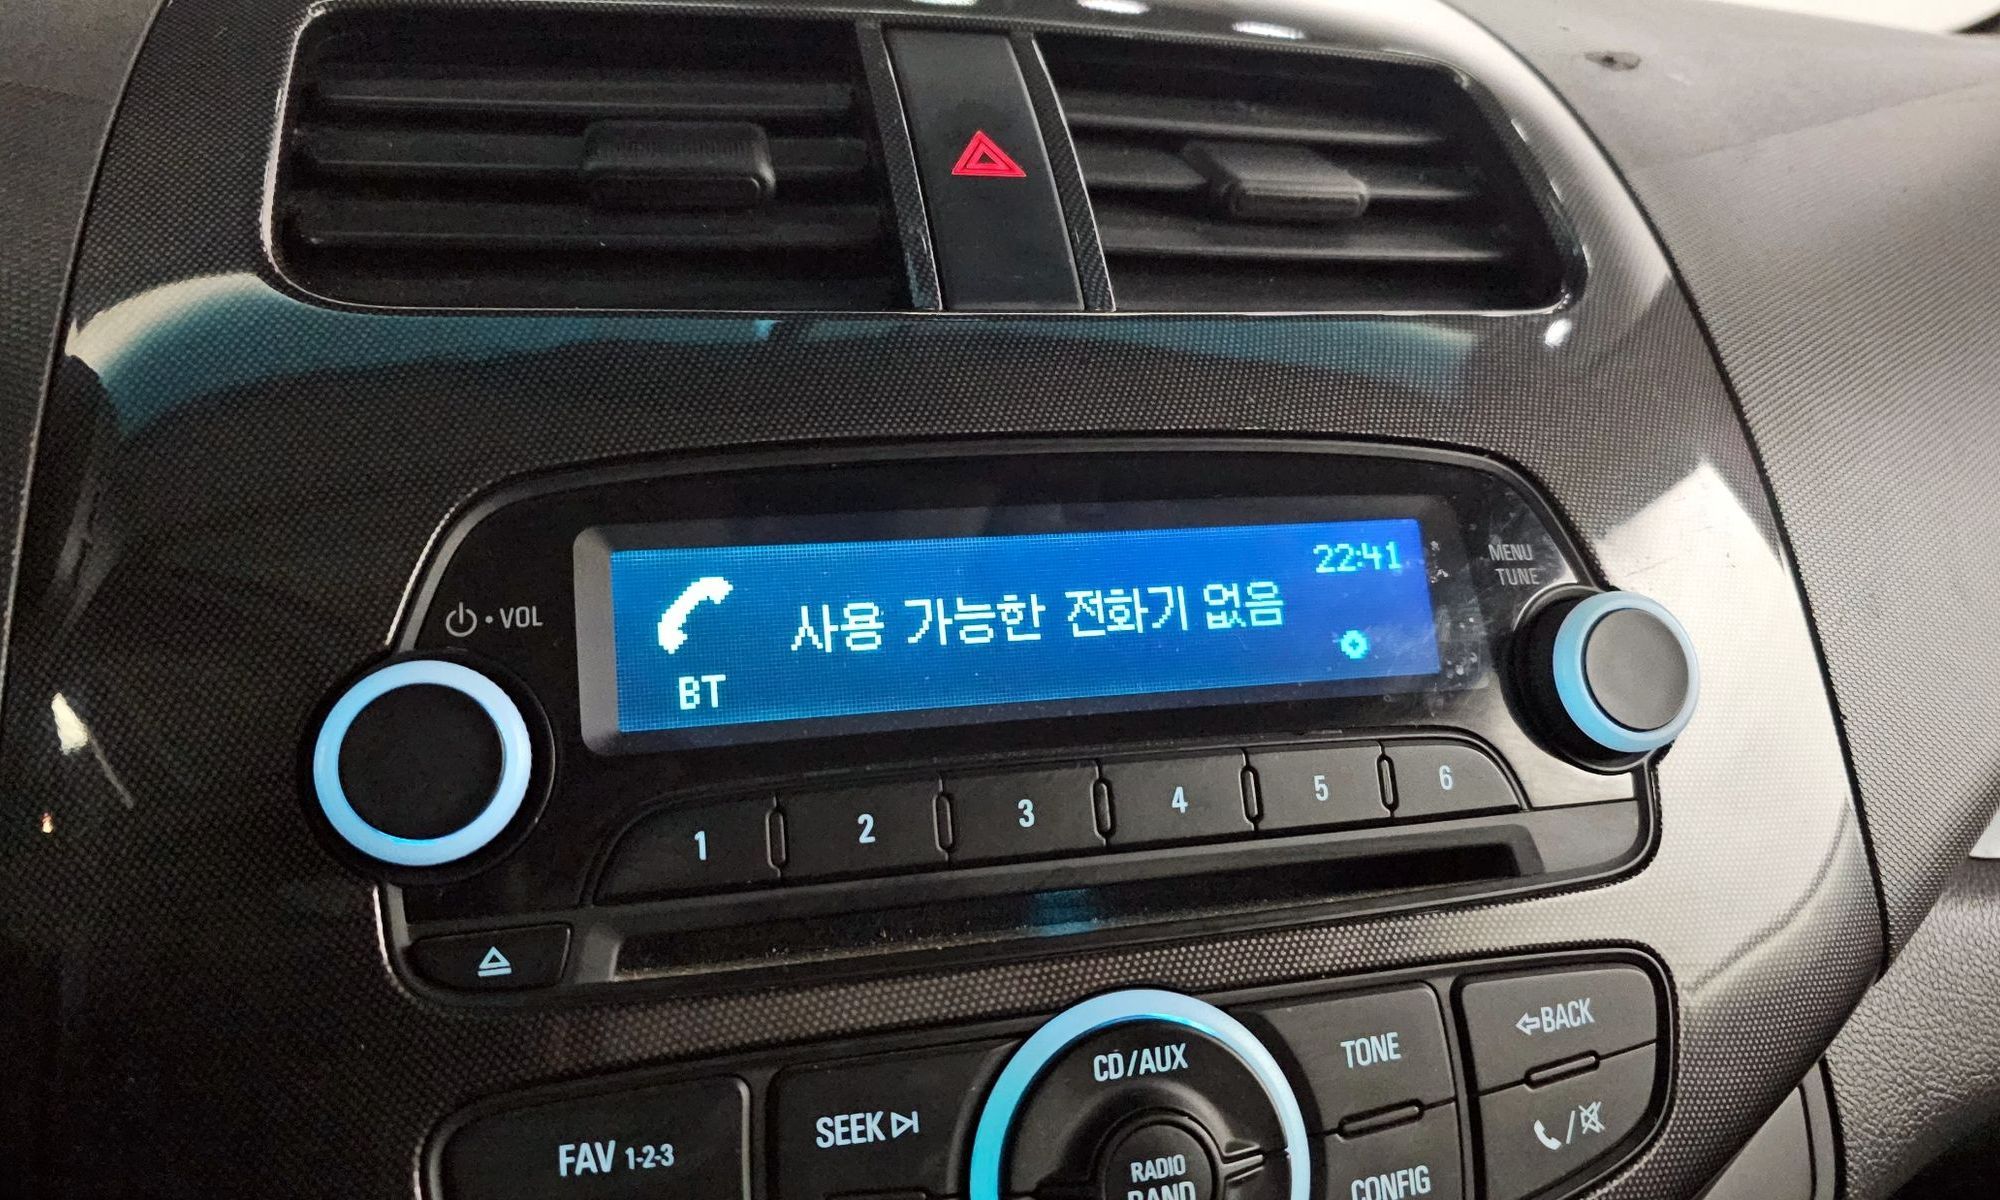 22:41
사용 가능한 전화기 없음
BT
VOL
MENU
TUNE
1 2 3 4 5 6
FAV 1-2-3
SEEK
CD/AUX
RADIO
BAND
TONE
CONFIG
BACK